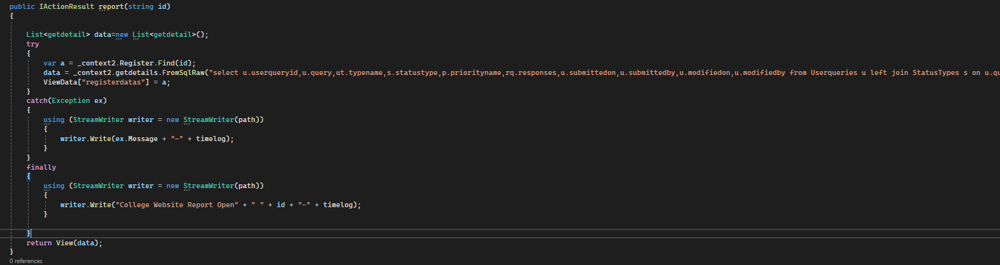 public IActionResult report(string id)
{
List<getdetail> data=new List<getdetail>();
try
{
var a = _context2.Register.Find(id);
data = _context2.getdetails.FromSqlRaw("select u.userqueryid,u.query,ut.typename,s.statustype,p.priorityname,rq.responses,u.submittedon,u.submittedby,u.modifiedon,u.modifiedby from Userqueries u left join StatusTypes s on u.qu
ViewData["registerdatas"] = a;
}
catch(Exception ex)
{
using (StreamWriter writer = new StreamWriter(path))
{
writer.Write(ex.Message + "-" + timelog);
}
}
finally
{
using (StreamWriter writer = new StreamWriter(path))
{
writer.Write("College Website Report Open" + " " + id + "-" + timelog);
}
}
return View(data);
}
0 references